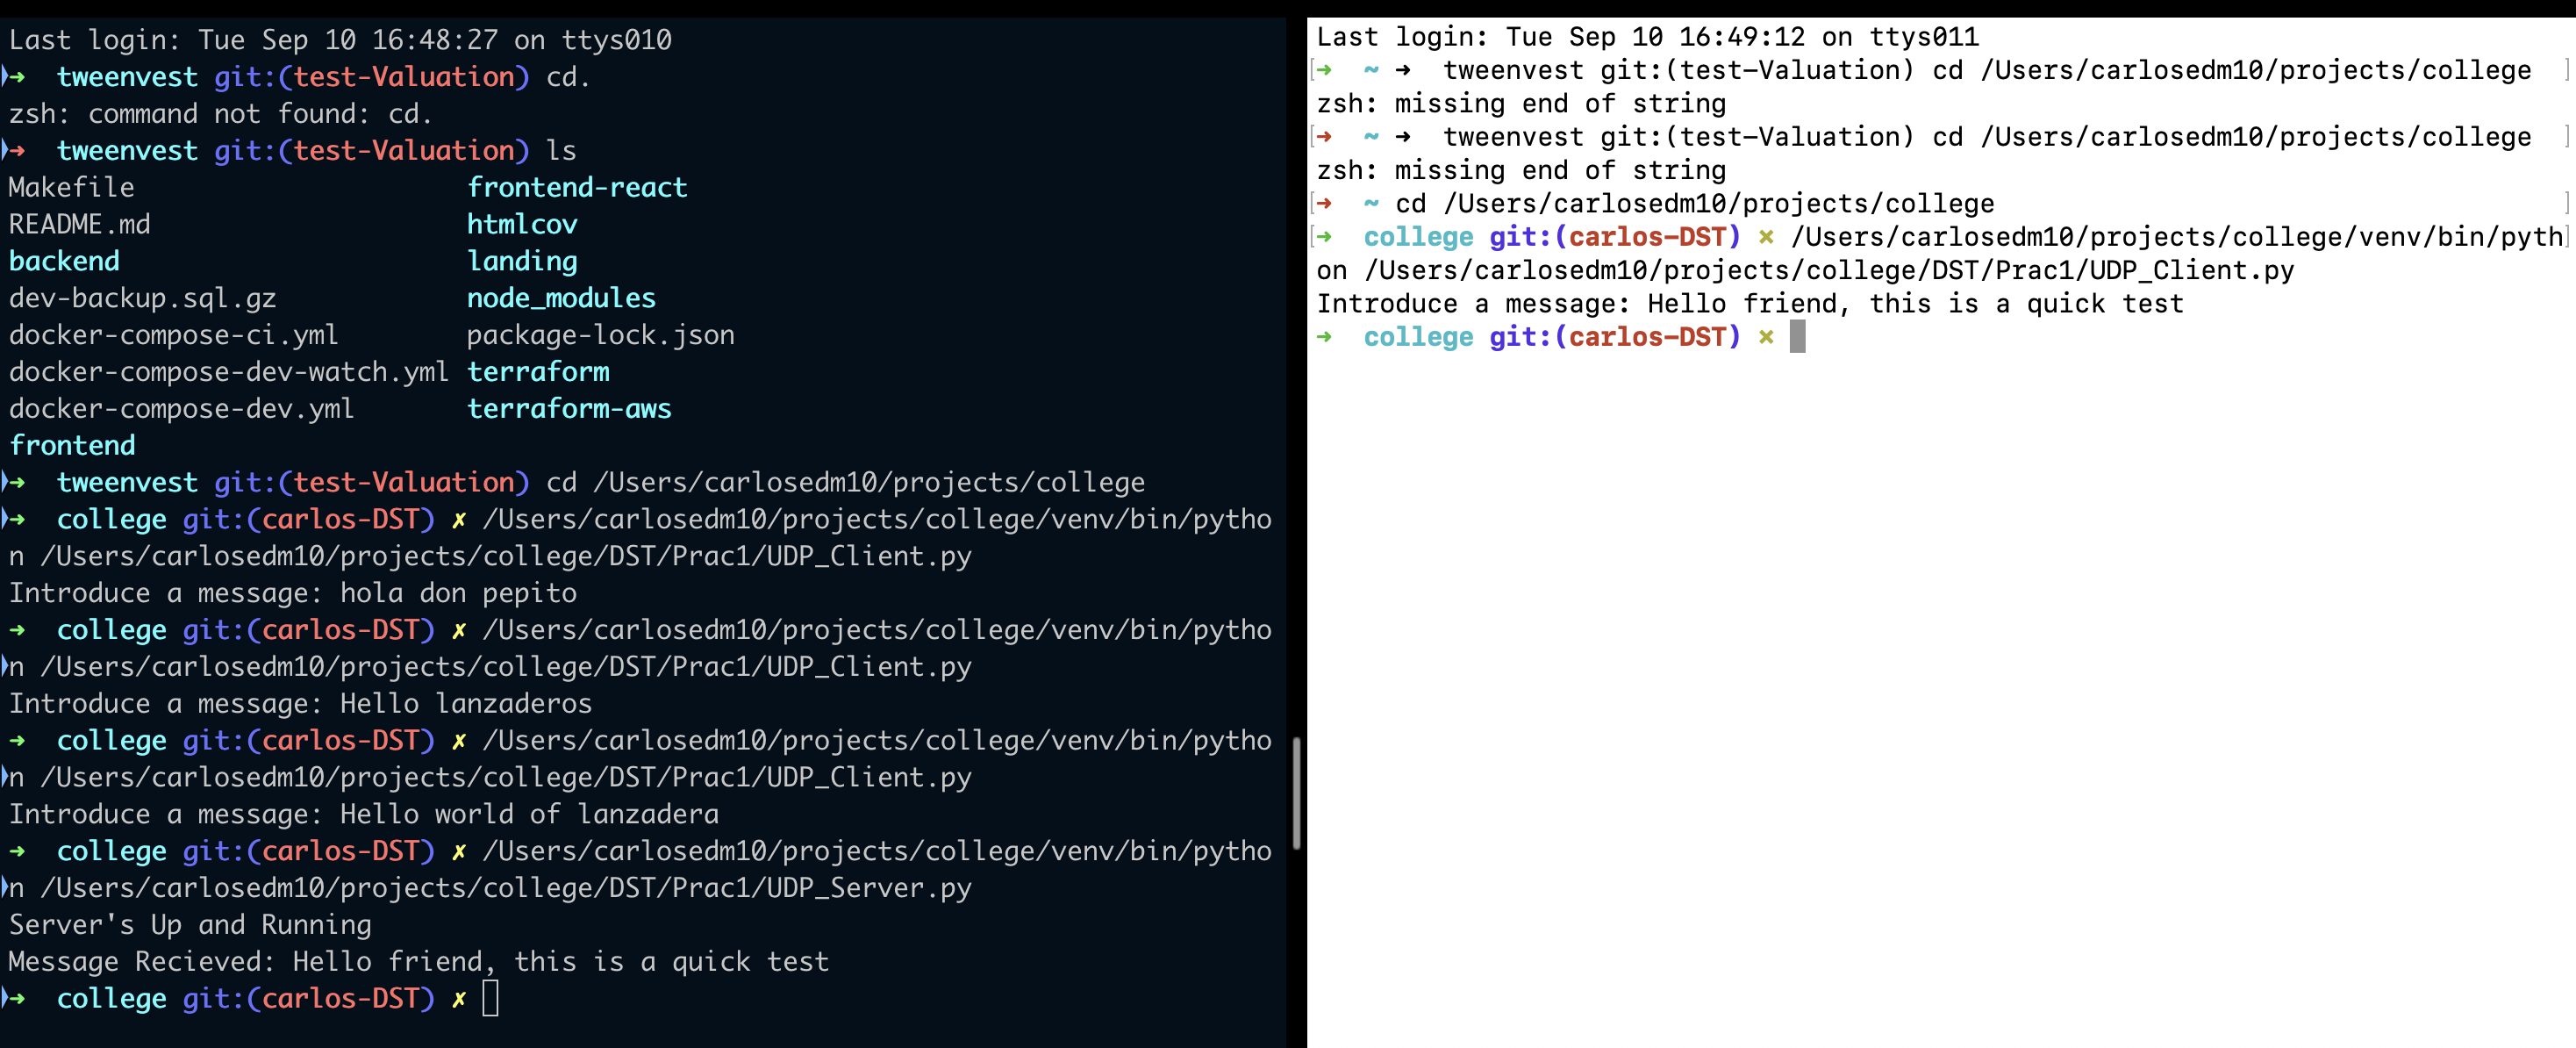 Last login: Tue Sep 10 16:48:27 on ttys010
➜  tweenvest git:(test-Valuation) cd.
zsh: command not found: cd.
➜  tweenvest git:(test-Valuation) ls
Makefile                     frontend-react
README.md                    htmlcov
backend                      landing
dev-backup.sql.gz            node_modules
docker-compose-ci.yml        package-lock.json
docker-compose-dev-watch.yml terraform
docker-compose-dev.yml       terraform-aws
frontend
➜  tweenvest git:(test-Valuation) cd /Users/carlosedm10/projects/college
➜  college git:(carlos-DST) ✗ /Users/carlosedm10/projects/college/venv/bin/pytho
n /Users/carlosedm10/projects/college/DST/Prac1/UDP_Client.py
Introduce a message: hola don pepito
➜  college git:(carlos-DST) ✗ /Users/carlosedm10/projects/college/venv/bin/pytho
n /Users/carlosedm10/projects/college/DST/Prac1/UDP_Client.py
Introduce a message: Hello lanzaderos
➜  college git:(carlos-DST) ✗ /Users/carlosedm10/projects/college/venv/bin/pytho
n /Users/carlosedm10/projects/college/DST/Prac1/UDP_Client.py
Introduce a message: Hello world of lanzadera
➜  college git:(carlos-DST) ✗ /Users/carlosedm10/projects/college/venv/bin/pytho
n /Users/carlosedm10/projects/college/DST/Prac1/UDP_Server.py
Server's Up and Running
Message Recieved: Hello friend, this is a quick test
➜  college git:(carlos-DST) ✗
Last login: Tue Sep 10 16:49:12 on ttys011
[➜  ~ ➜  tweenvest git:(test-Valuation) cd /Users/carlosedm10/projects/college  ]
zsh: missing end of string
[➜  ~ ➜  tweenvest git:(test-Valuation) cd /Users/carlosedm10/projects/college  ]
zsh: missing end of string
[➜  ~ cd /Users/carlosedm10/projects/college ]
[➜  college git:(carlos-DST) ✗ /Users/carlosedm10/projects/college/venv/bin/pyth]
on /Users/carlosedm10/projects/college/DST/Prac1/UDP_Client.py
Introduce a message: Hello friend, this is a quick test
➜  college git:(carlos-DST) ✗